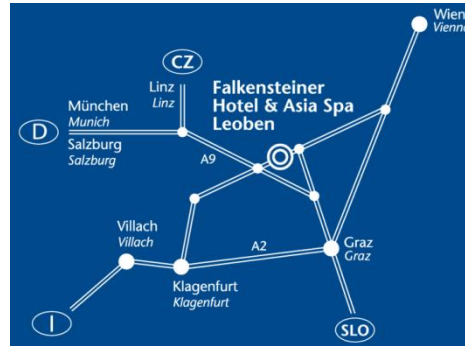 Wien
Vienna
CZ
Linz
Linz
Falkensteiner
Hotel & Asia Spa
Leoben
München
Munich
D
Salzburg
Salzburg
A9
Villach
Villach
A2
Graz
Graz
Klagenfurt
Klagenfurt
I
SLO